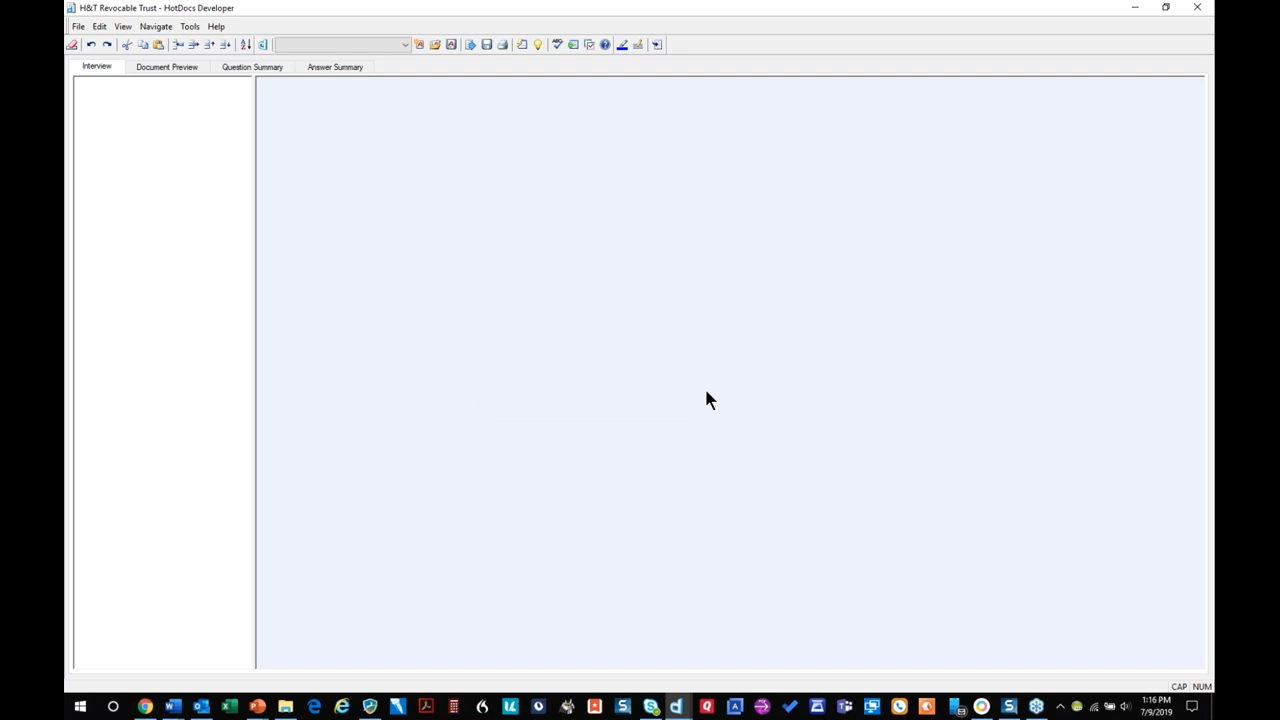 H&T Revocable Trust - HotDocs Developer
File Edit View Navigate Tools Help
Interview Document Preview Question Summary Answer Summary
CAP NUM
1:16 PM
7/9/2019